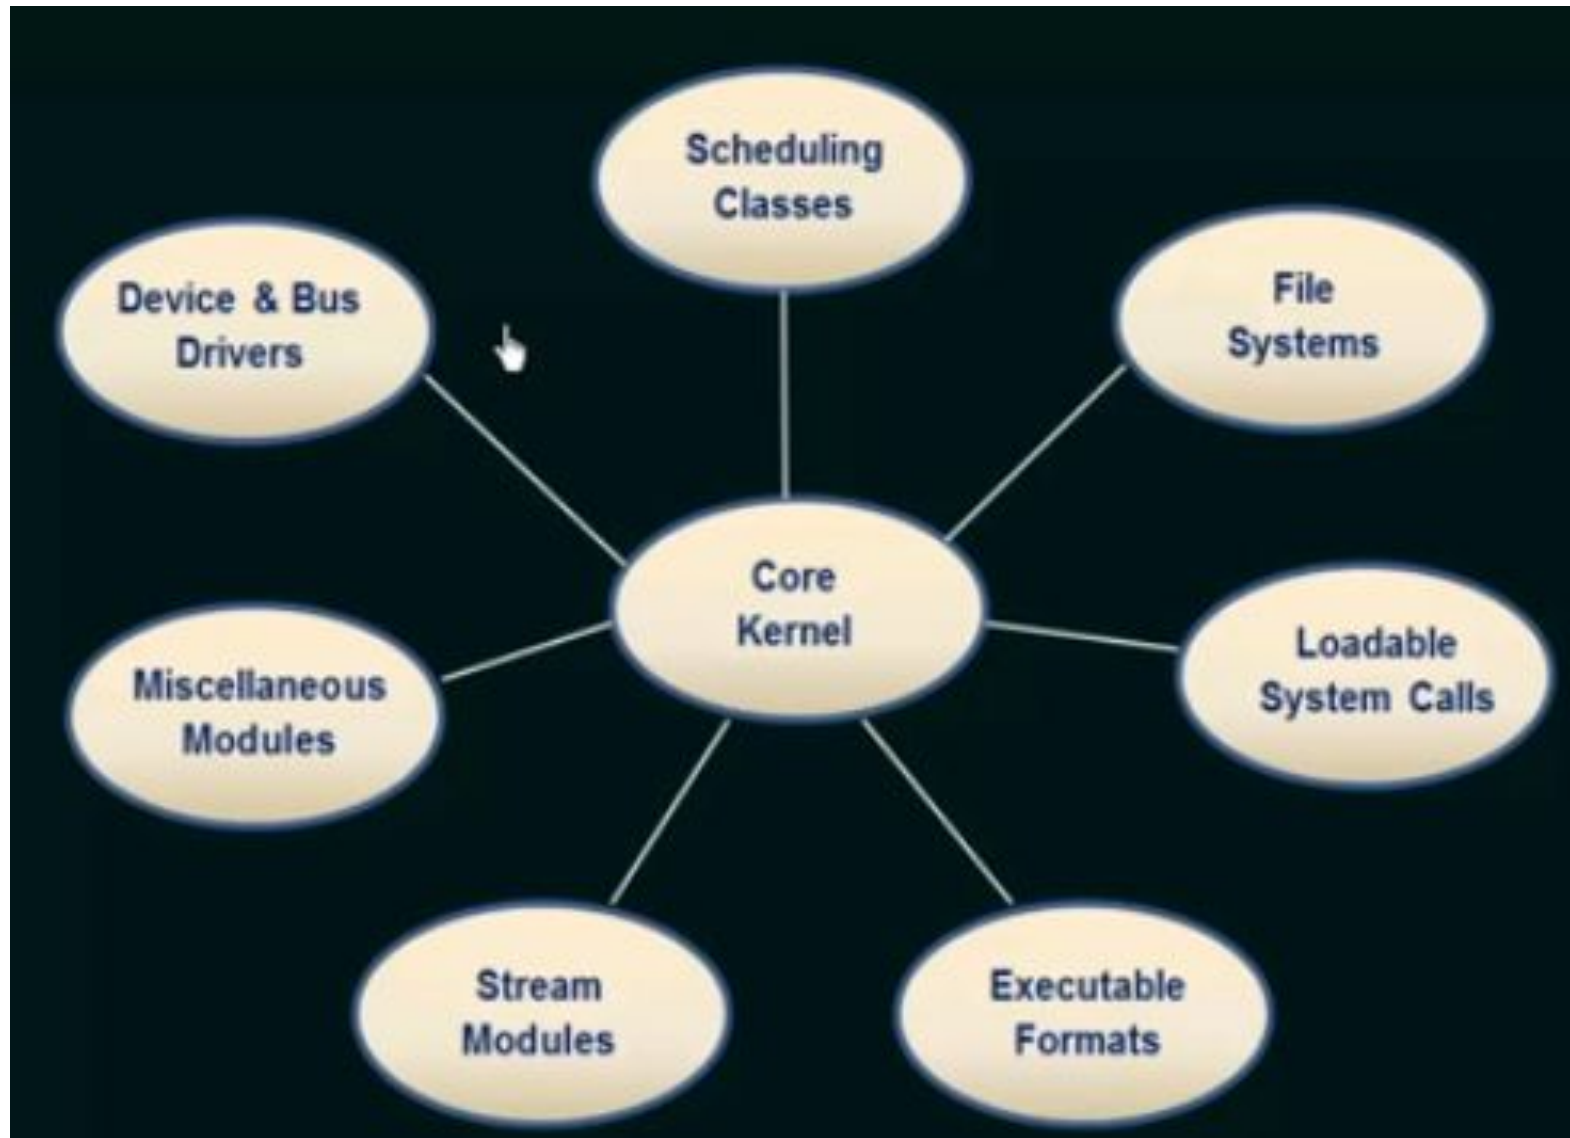 Scheduling
Classes
Device & Bus
Drivers
File
Systems
Core
Kernel
Loadable
System Calls
Miscellaneous
Modules
Stream
Modules
Executable
Formats